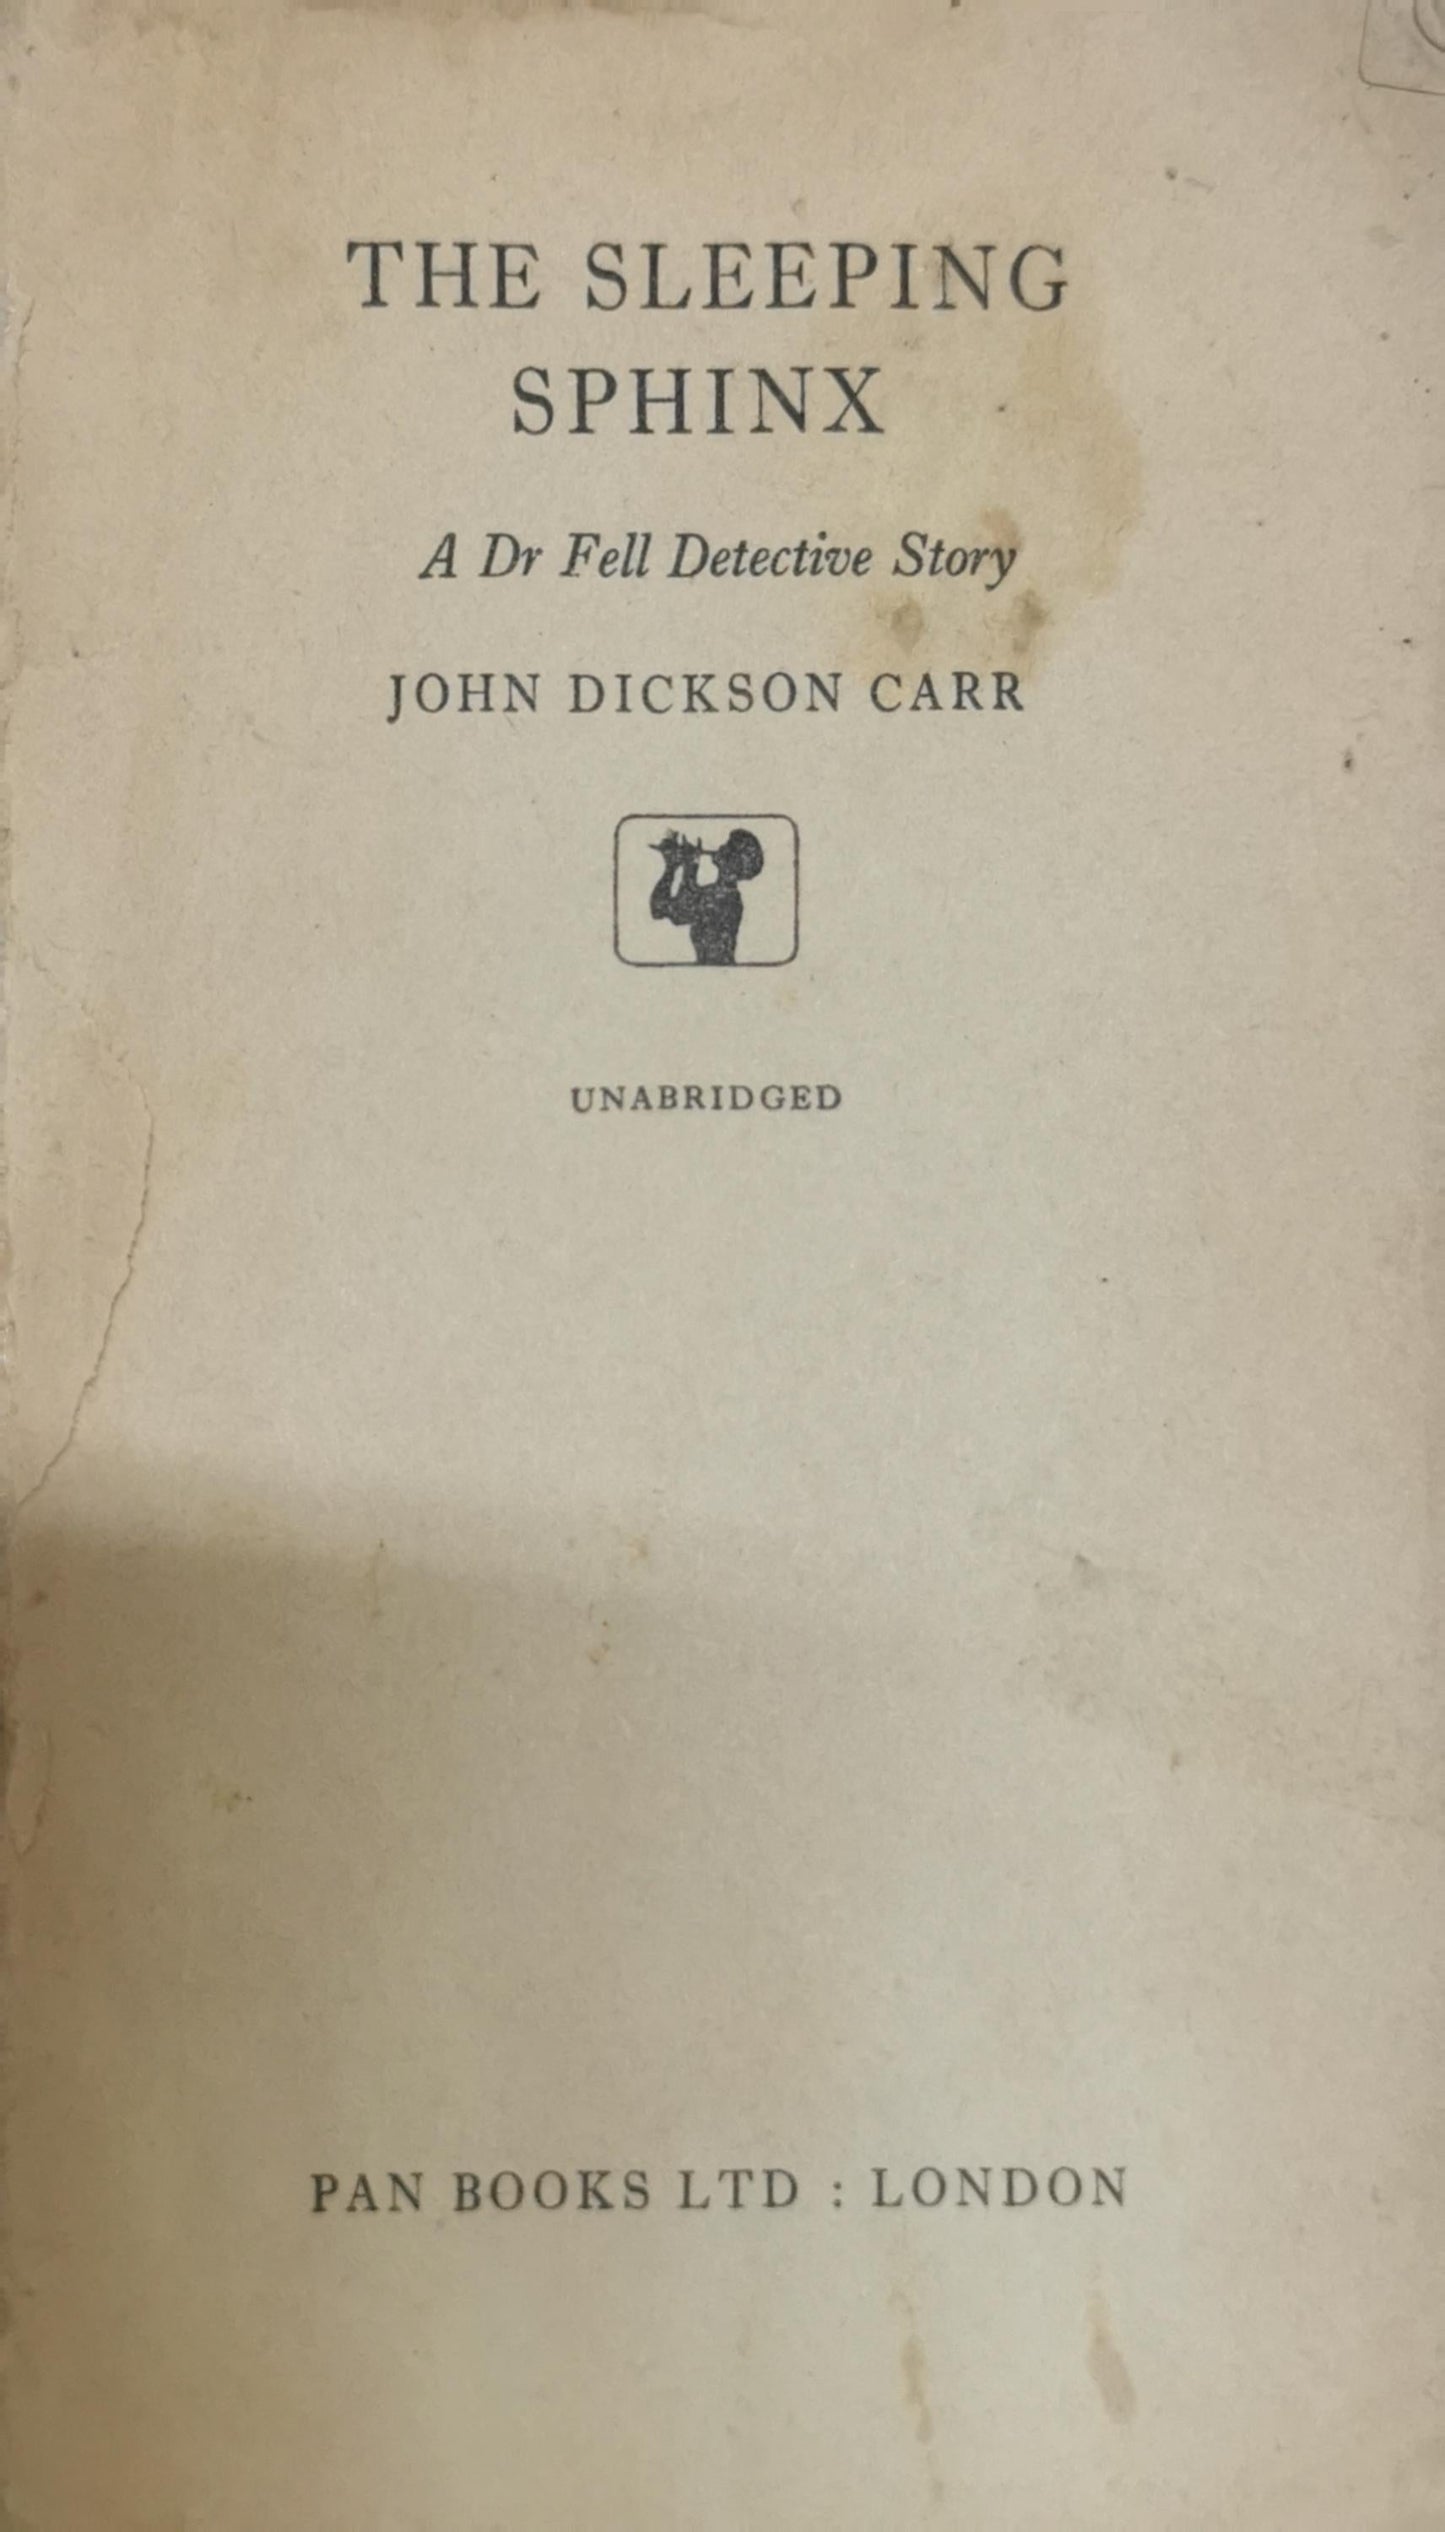 THE SLEEPING
SPHINX
A Dr Fell Detective Story
JOHN DICKSON CARR
UNABRIDGED
PAN BOOKS LTD : LONDON